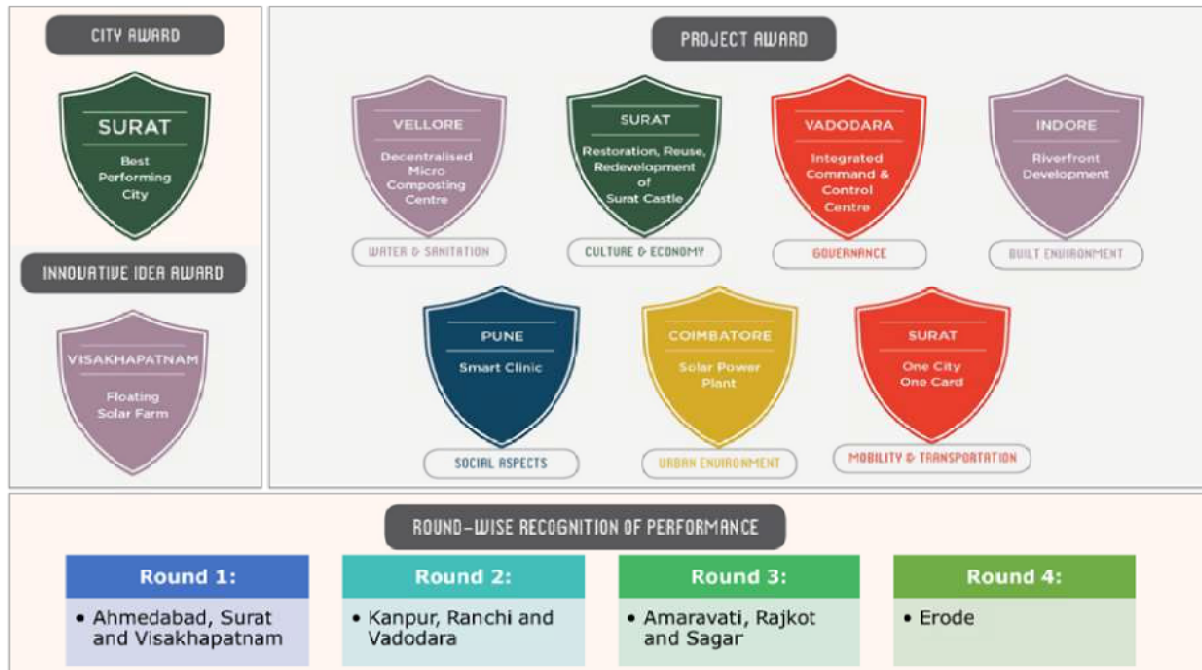 CITY AWARD
SURAT
Best
Performing
City
INNOVATIVE IDEA AWARD
VISAKHAPATNAM
Floating
Solar Farm
PROJECT AWARD
VELLORE
Decentralised
Micro
Composting
Centre
WATER & SANITATION
SURAT
Restoration, Reuse,
Redevelopment
of
Surat Castle
CULTURE & ECONOMY
VADODARA
Integrated
Command &
Control
Centre
GOVERNANCE
INDORE
Riverfront
Development
BUILT ENVIRONMENT
PUNE
Smart Clinic
SOCIAL ASPECTS
COIMBATORE
Solar Power
Plant
URBAN ENVIRONMENT
SURAT
One City
One Card
MOBILITY & TRANSPORTATION
ROUND-WISE RECOGNITION OF PERFORMANCE
Round 1:
• Ahmedabad, Surat
and Visakhapatnam
Round 2:
• Kanpur, Ranchi and
Vadodara
Round 3:
• Amaravati, Rajkot
and Sagar
Round 4:
• Erode